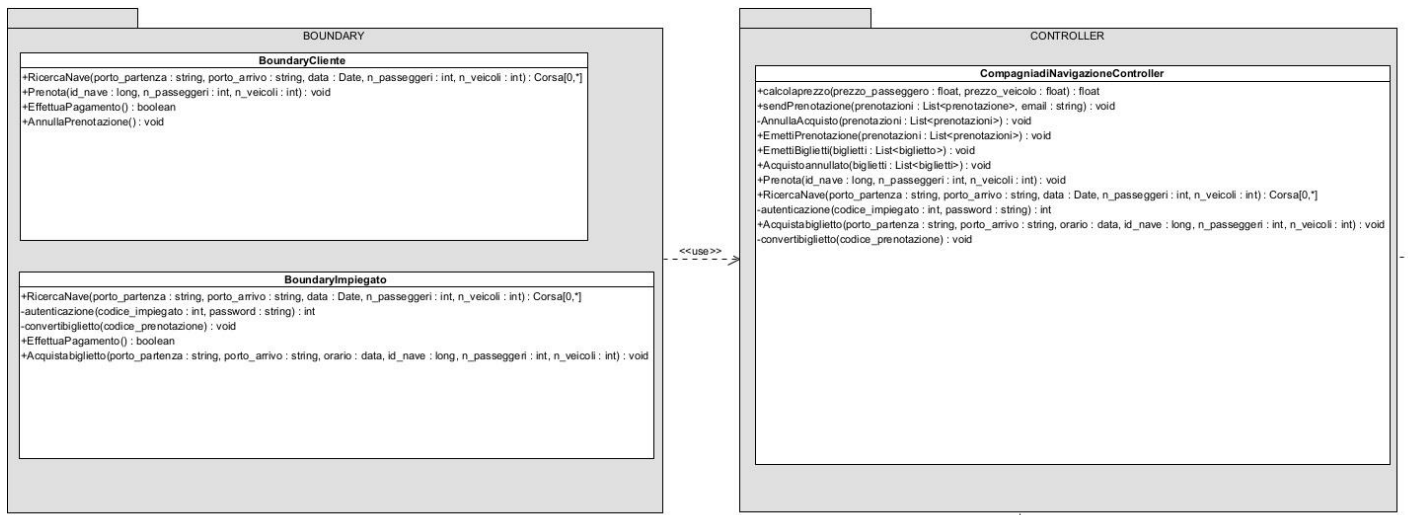 BOUNDARY
BoundaryCliente
+RicercaNave(porto_partenza : string, porto_arrivo : string, data : Date, n_passeggeri : int, n_veicoli : int) : Corsa[0,*]
+Prenota(id_nave : long, n_passeggeri : int, n_veicoli : int) : void
+EffettuaPagamento() : boolean
+AnnullaPrenotazione() : void
BoundaryImpiegato
+RicercaNave(porto_partenza : string, porto_arrivo : string, data : Date, n_passeggeri : int, n_veicoli : int) : Corsa[0,*]
-autenticazione(codice_impiegato : int, password : string) : int
-convertibiglietto(codice_prenotazione) : void
+EffettuaPagamento() : boolean
+Acquistabiglietto(porto_partenza : string, porto_arrivo : string, orario : data, id_nave : long, n_passeggeri : int, n_veicoli : int) : void
<<use>>
CONTROLLER
CompagniadiNavigazioneController
+calcolaprezzo(prezzo_passeggero : float, prezzo_veicolo : float) : float
+sendPrenotazione(prenotazioni : List<prenotazione>, email : string) : void
-AnnullaAcquisto(prenotazioni : List<prenotazioni>) : void
+EmettiPrenotazione(prenotazioni : List<prenotazioni>) : void
+EmettiBiglietti(biglietti : List<biglietto>) : void
+Acquistoannullato(biglietti : List<biglietti>) : void
+Prenota(id_nave : long, n_passeggeri : int, n_veicoli : int) : void
+RicercaNave(porto_partenza : string, porto_arrivo : string, data : Date, n_passeggeri : int, n_veicoli : int) : Corsa[0,*]
-autenticazione(codice_impiegato : int, password : string) : int
+Acquistabiglietto(porto_partenza : string, porto_arrivo : string, orario : data, id_nave : long, n_passeggeri : int, n_veicoli : int) : void
-convertibiglietto(codice_prenotazione) : void